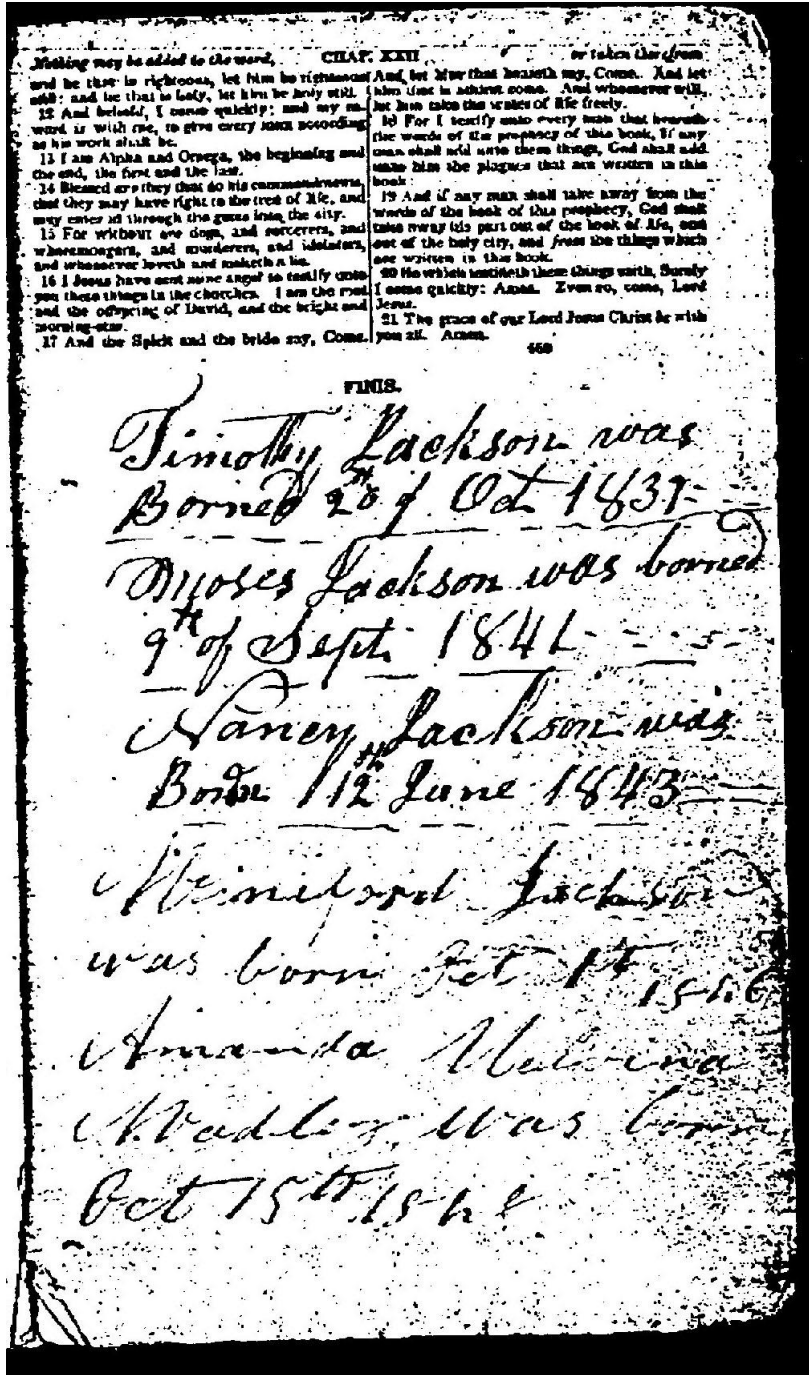 Nothing may be added to the word,
CHAP. XXII
or taken therefrom
and he that is righteous, let him be righteous
still: and he that is holy, let him be holy still.
12 And behold, I come quickly; and my re-
ward is with me, to give every man according
as his work shall be.
13 I am Alpha and Omega, the beginning and
the end, the first and the last.
14 Blessed are they that do his commandments,
that they may have right to the tree of life, and
may enter in through the gates into the city.
15 For without are dogs, and sorcerers, and
whoremongers, and murderers, and idolaters,
and whosoever loveth and maketh a lie.
16 I Jesus have sent mine angel to testify unto
you these things in the churches. I am the root
and the offspring of David, and the bright and
morning-star.
17 And the Spirit and the bride say, Come.
And, let him that heareth say, Come. And let
him that is athirst come. And whosoever will,
let him take the water of life freely.
18 For I testify unto every man that heareth
the words of the prophecy of this book, If any
man shall add unto these things, God shall add
unto him the plagues that are written in this
book
19 And if any man shall take away from the
words of the book of this prophecy, God shall
take away his part out of the book of life, and
out of the holy city, and from the things which
are written in this book.
20 He which testifieth these things saith, Surely
I come quickly: Amen. Even so, come, Lord
Jesus.
21 The grace of our Lord Jesus Christ be with
you all. Amen.
FINIS.
Timothy Jackson was
Borned of Oct 1837
Moses Jackson was borned
9th of Sept. 1841
Nancy Jackson was
Born 12th June 1843
Jackson
was born 1st
Amanda
was born
Oct 15th